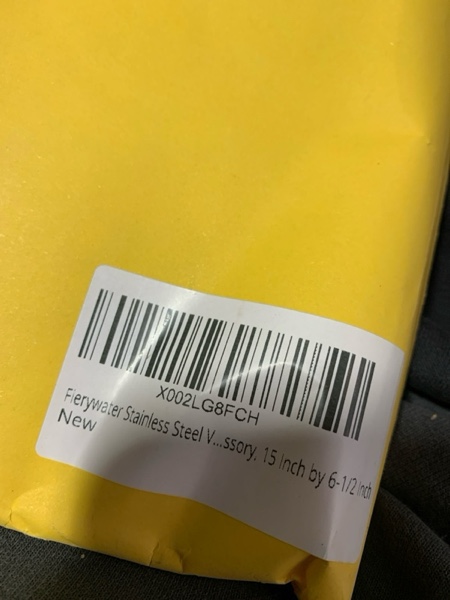 X002LG8FCH
Fierywater Stainless Steel V...ssory, 15 inch by 6-1/2 inch
New